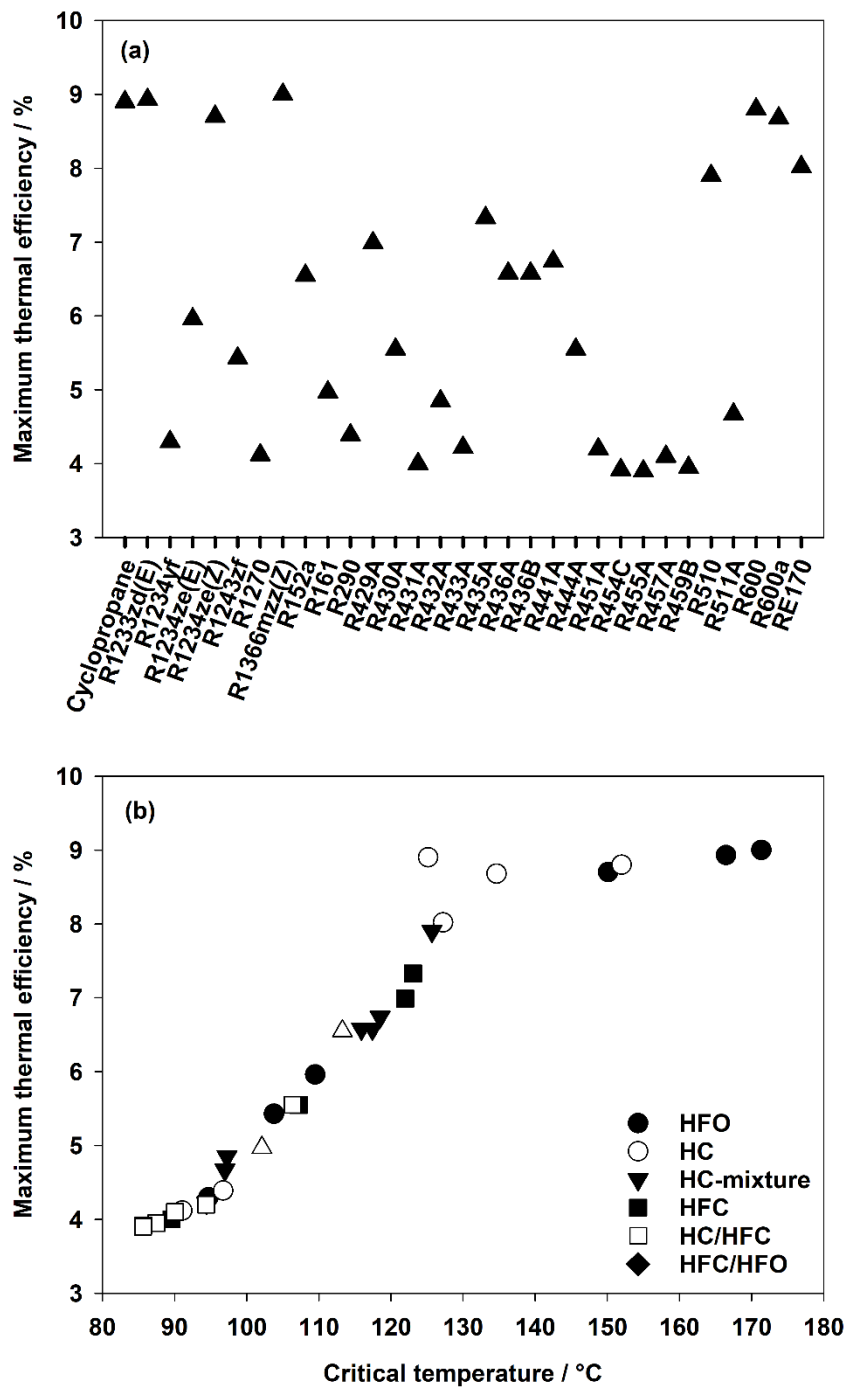 10
(a)
9
8
7
6
5
4
3
Maximum thermal efficiency / %
Cyclopropane
R1233zd(E)
R1234yf
R1234ze(E)
R1234ze(Z)
R1243zf
R1270
R1366mzz(Z)
R152a
R161
R290
R429A
R430A
R431A
R432A
R433A
R435A
R436A
R436B
R441A
R444A
R451A
R454C
R455A
R457A
R459B
R510
R511A
R600
R600a
RE170
10
(b)
9
8
7
6
5
4
3
Maximum thermal efficiency / %
HFO
HC
HC-mixture
HFC
HC/HFC
HFC/HFO
80 90 100 110 120 130 140 150 160 170 180
Critical temperature / °C